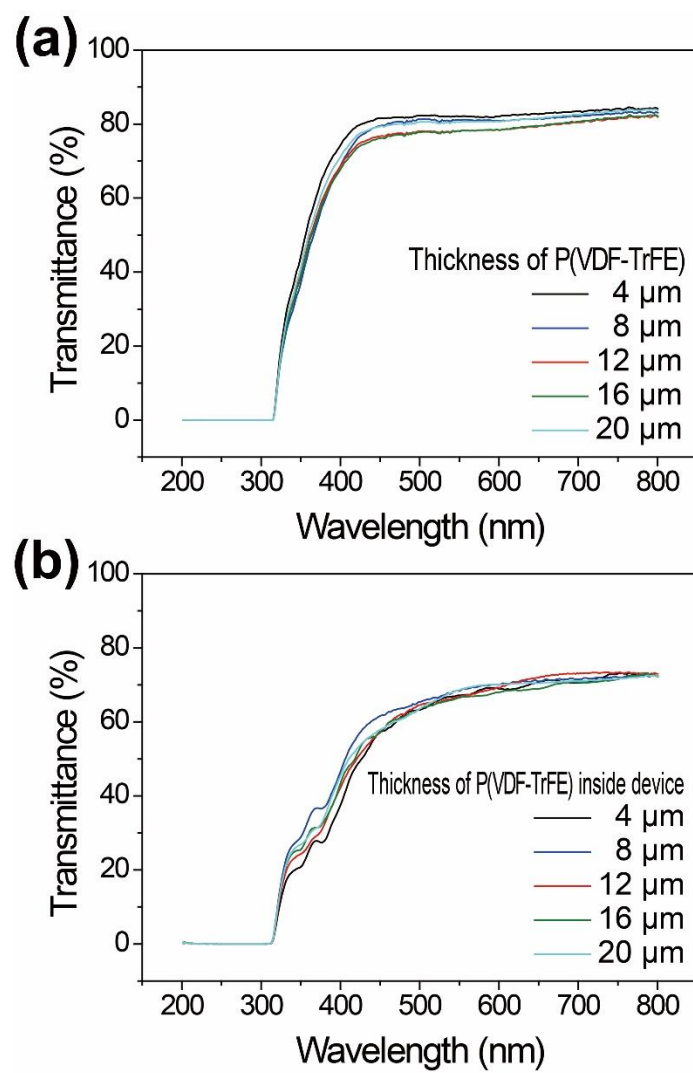 (a)
100
80
60
40
20
0
Transmittance (%)
Thickness of P(VDF-TrFE)
4 µm
8 µm
12 µm
16 µm
20 µm
200 300 400 500 600 700 800
Wavelength (nm)
(b)
100
80
60
40
20
0
Transmittance (%)
Thickness of P(VDF-TrFE) inside device
4 µm
8 µm
12 µm
16 µm
20 µm
200 300 400 500 600 700 800
Wavelength (nm)